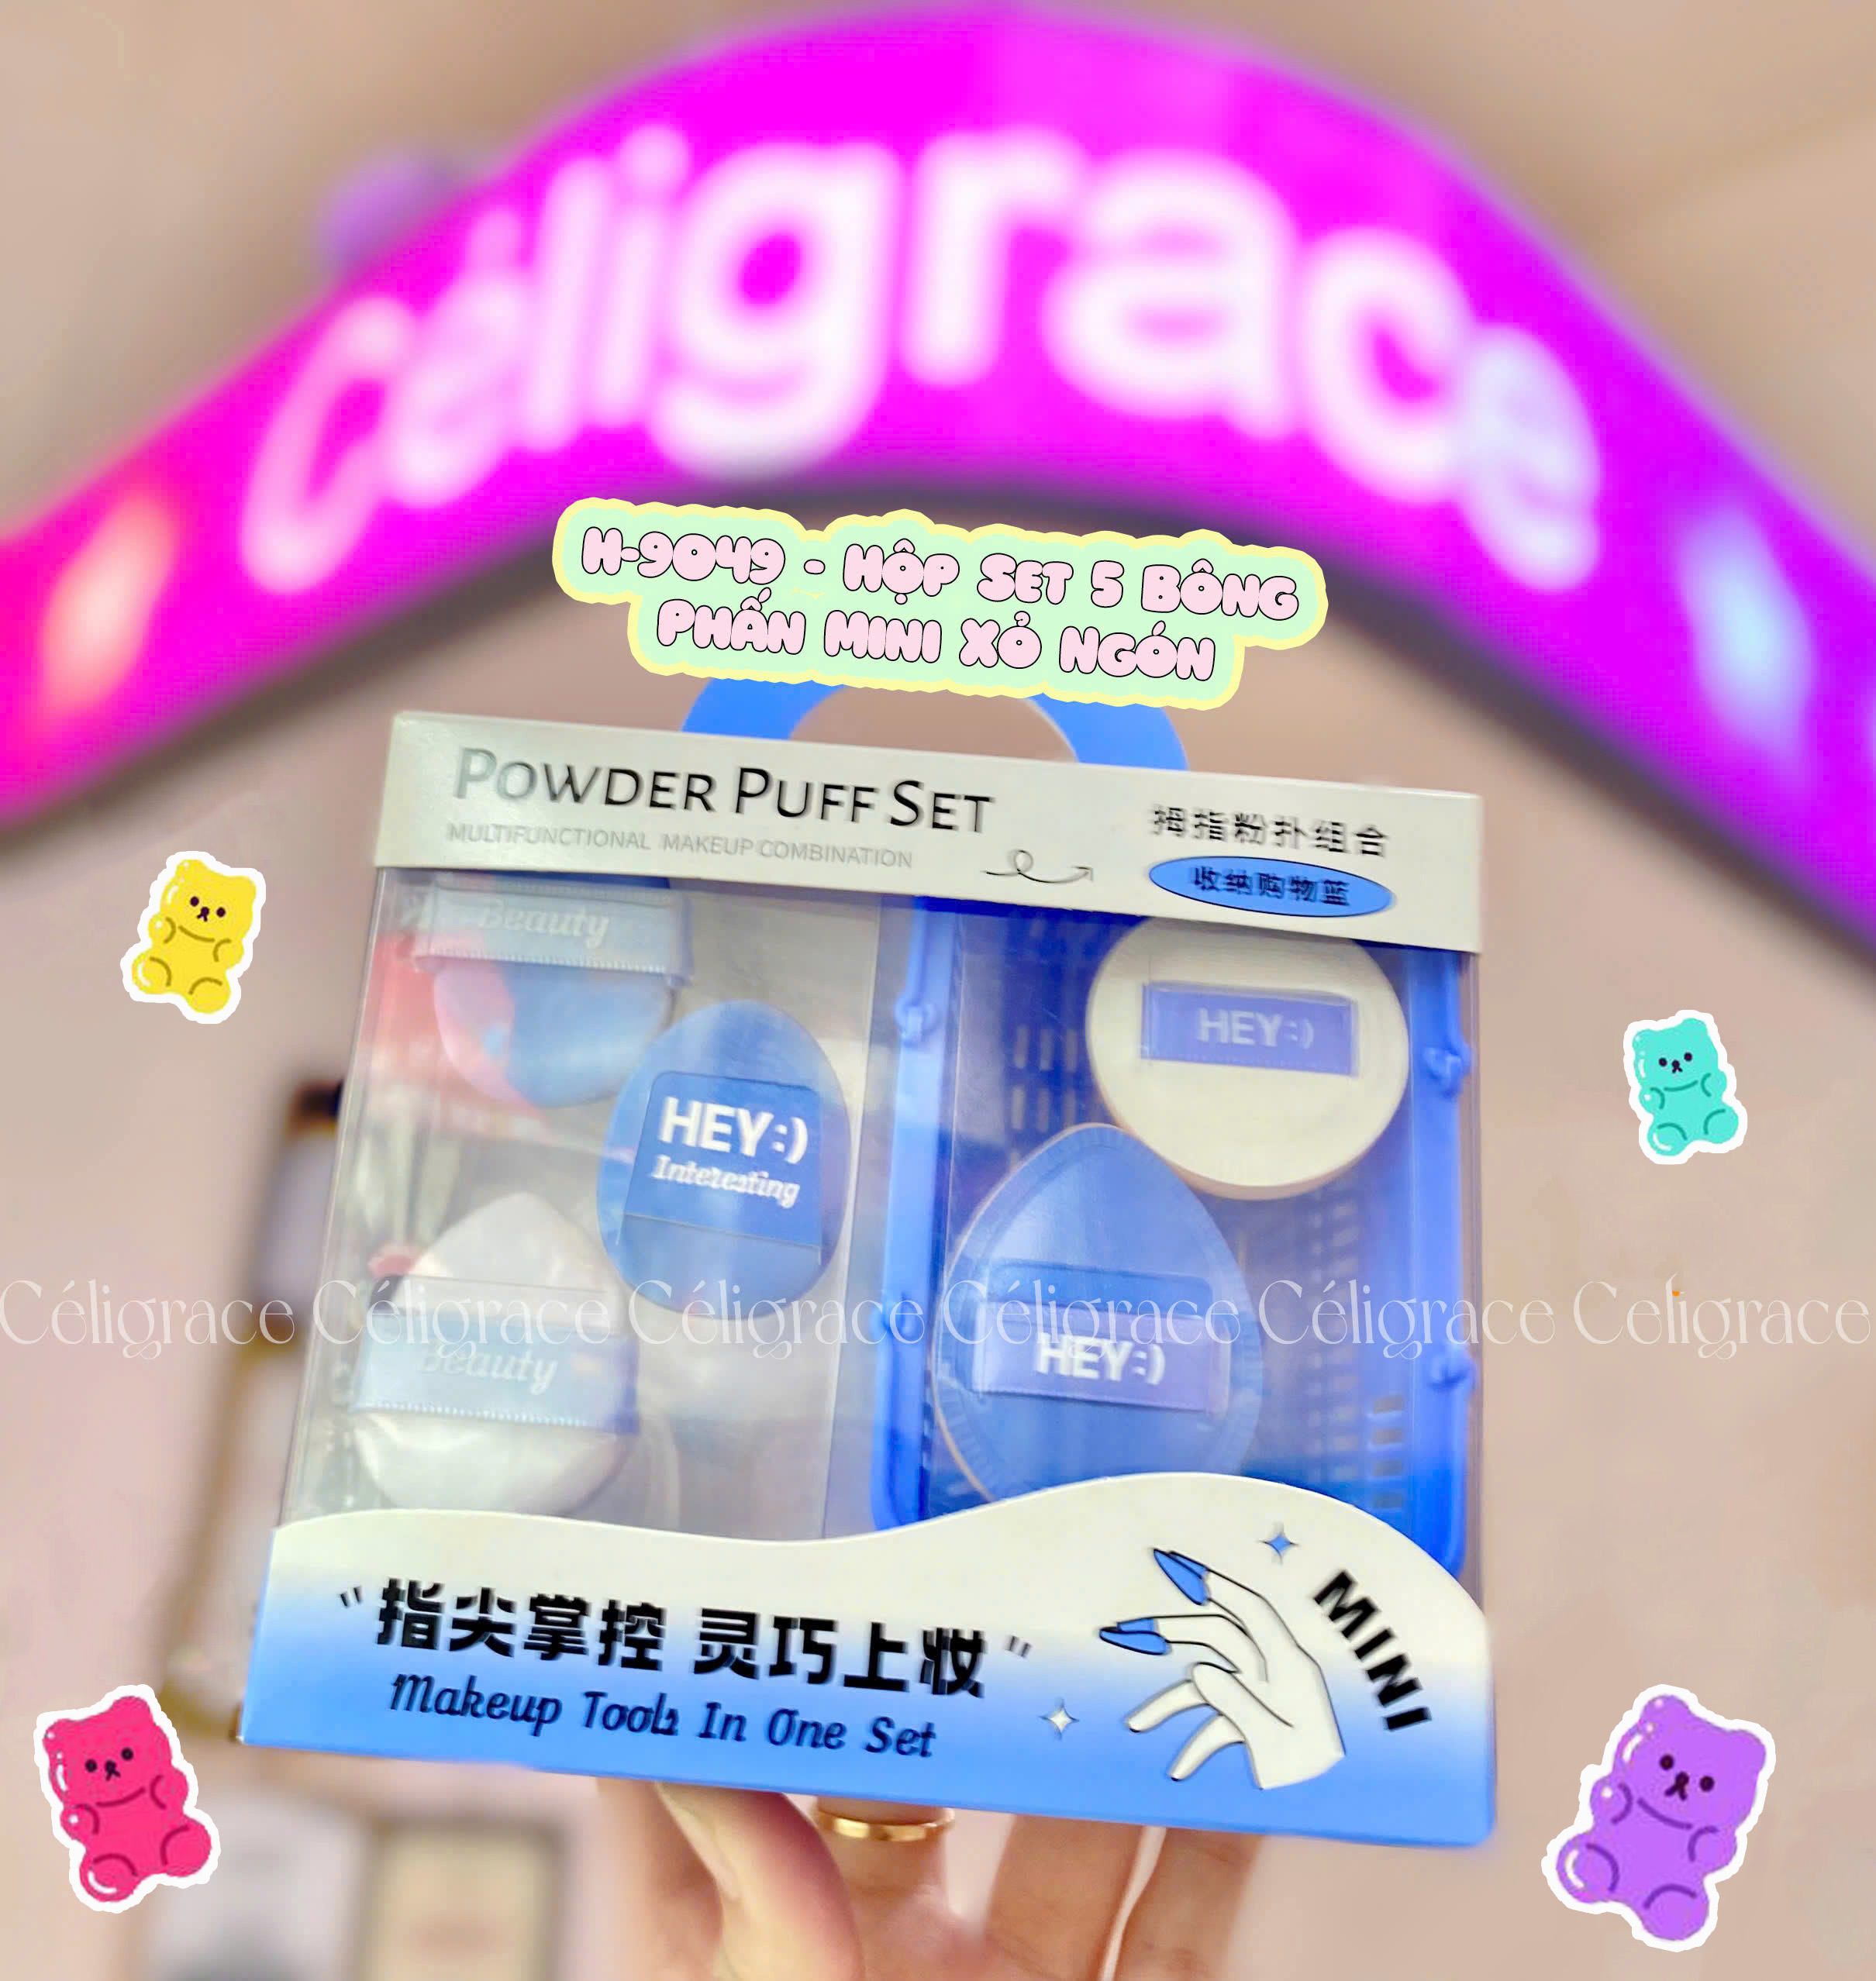 Céligrace
H-9049 - HỘP SET 5 BÔNG
PHẤN MINI XỎ NGÓN
POWDER PUFF SET
MULTIFUNCTIONAL MAKEUP COMBINATION
拇指粉扑组合
收纳购物篮
Beauty
HEY:)
HEY:)
Interesting
Céligrace Céligrace Céligrace Céligrace Céligrace Celigrace
HEY:)
Beauty
"指尖掌控 灵巧上妆"
Makeup Tools In One Set
MINI